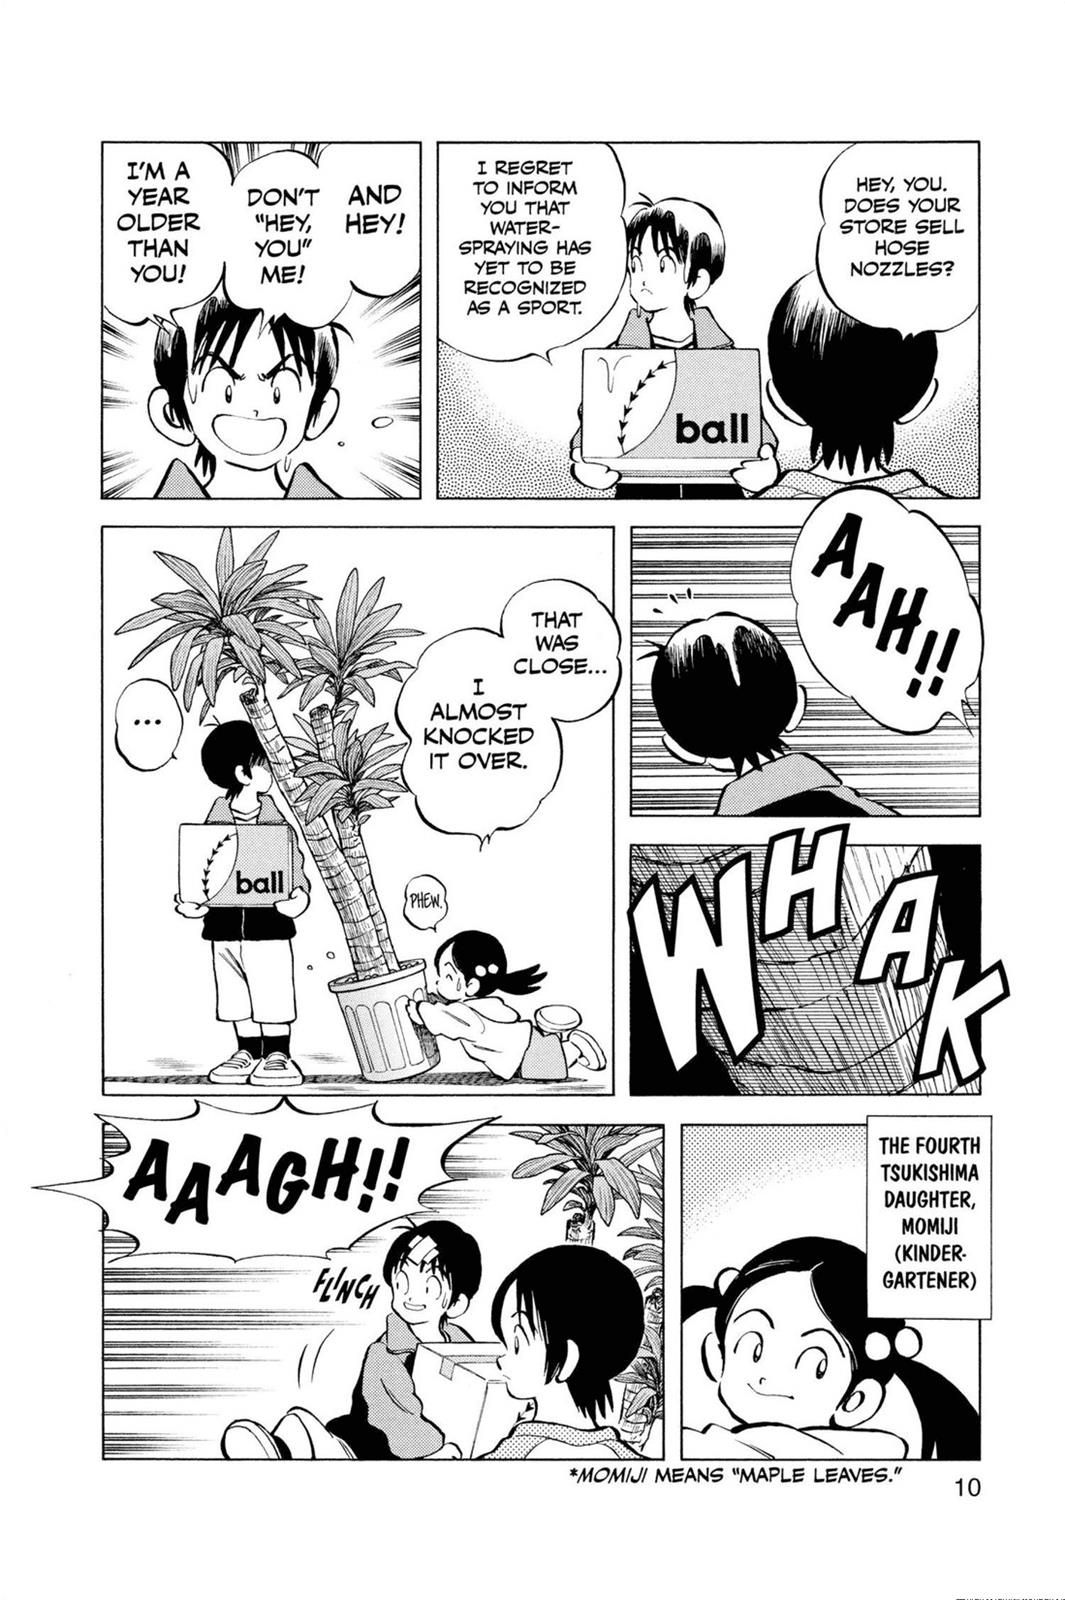 HEY, YOU.
DOES YOUR
STORE SELL
HOSE
NOZZLES?
I REGRET
TO INFORM
YOU THAT
WATER-
SPRAYING HAS
YET TO BE
RECOGNIZED
AS A SPORT.
ball
AND
HEY!
DON'T
"HEY,
YOU"
ME!
I'M A
YEAR
OLDER
THAN
YOU!
AAH!!
WHAK
THAT
WAS
CLOSE...
I
ALMOST
KNOCKED
IT OVER.
PHEW.
...
ball
THE FOURTH
TSUKISHIMA
DAUGHTER,
MOMIJI
(KINDER-
GARTENER)
AAAGH!!
FLINCH
*MOMIJI MEANS "MAPLE LEAVES."
10